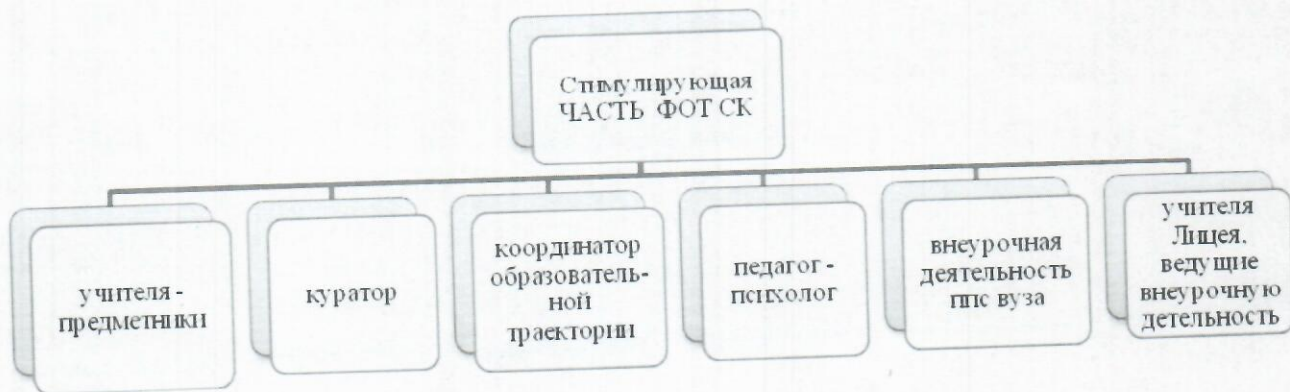 Стимулирующая
ЧАСТЬ ФОТ СК
учителя -
предметники
куратор
координатор
образователь-
ной
траектории
педагог -
психолог
внеурочная
деятельность
ппс вуза
учителя
Лицея,
ведущие
внеурочную
детельность